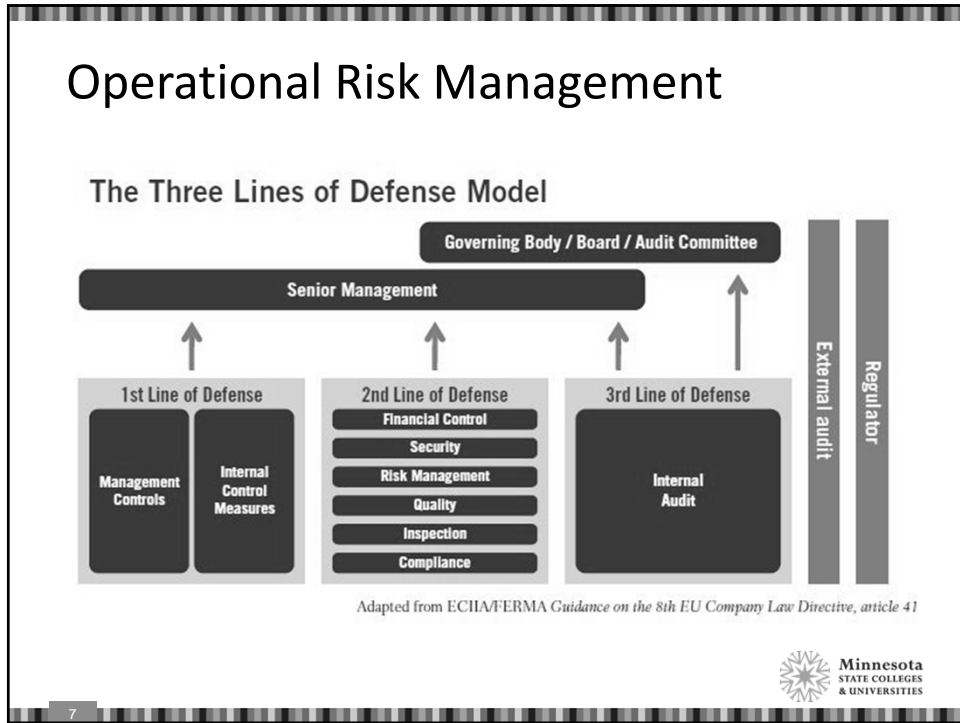 Operational Risk Management
The Three Lines of Defense Model
Governing Body / Board / Audit Committee
Senior Management
1st Line of Defense
Management
Controls
Internal
Control
Measures
2nd Line of Defense
Financial Control
Security
Risk Management
Quality
Inspection
Compliance
3rd Line of Defense
Internal
Audit
External audit
Regulator
Adapted from ECIIA/FERMA Guidance on the 8th EU Company Law Directive, article 41
Minnesota
STATE COLLEGES
& UNIVERSITIES
7